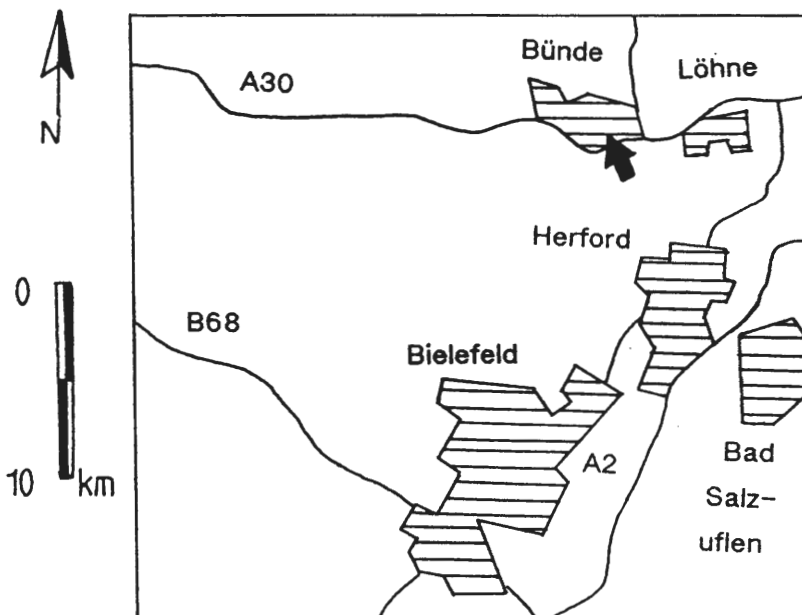 Bünde
Löhne
A30
N
Herford
0
B68
Bielefeld
A2
Bad
Salz-
uflen
10 km